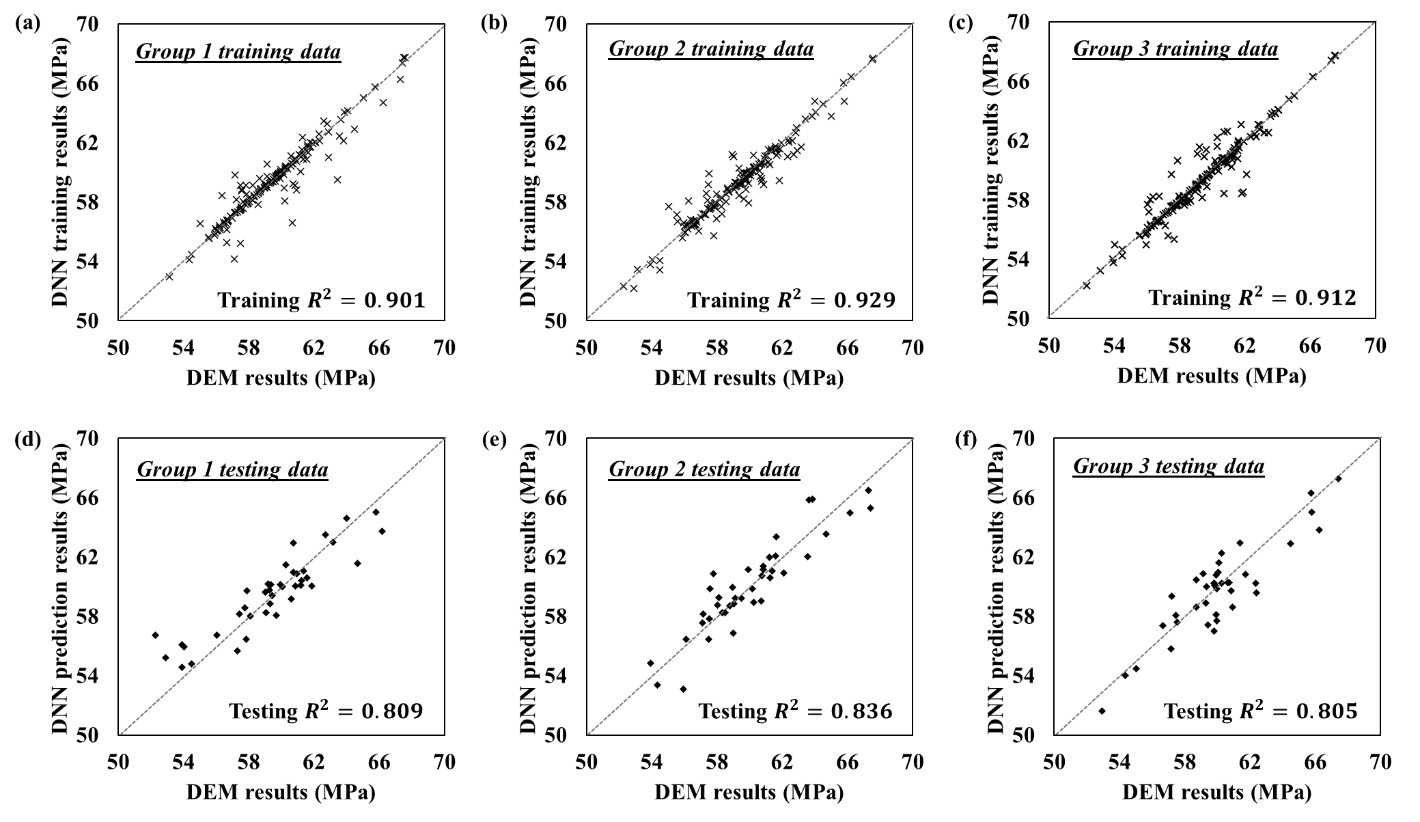 (a)
Group 1 training data
DNN training results (MPa)
70
66
62
58
54
50
Training R² = 0.901
50 54 58 62 66 70
DEM results (MPa)
(b)
Group 2 training data
DNN training results (MPa)
70
66
62
58
54
50
Training R² = 0.929
50 54 58 62 66 70
DEM results (MPa)
(c)
Group 3 training data
DNN training results (MPa)
70
66
62
58
54
50
Training R² = 0.912
50 54 58 62 66 70
DEM results (MPa)
(d)
Group 1 testing data
DNN prediction results (MPa)
70
66
62
58
54
50
Testing R² = 0.809
50 54 58 62 66 70
DEM results (MPa)
(e)
Group 2 testing data
DNN prediction results (MPa)
70
66
62
58
54
50
Testing R² = 0.836
50 54 58 62 66 70
DEM results (MPa)
(f)
Group 3 testing data
DNN prediction results (MPa)
70
66
62
58
54
50
Testing R² = 0.805
50 54 58 62 66 70
DEM results (MPa)